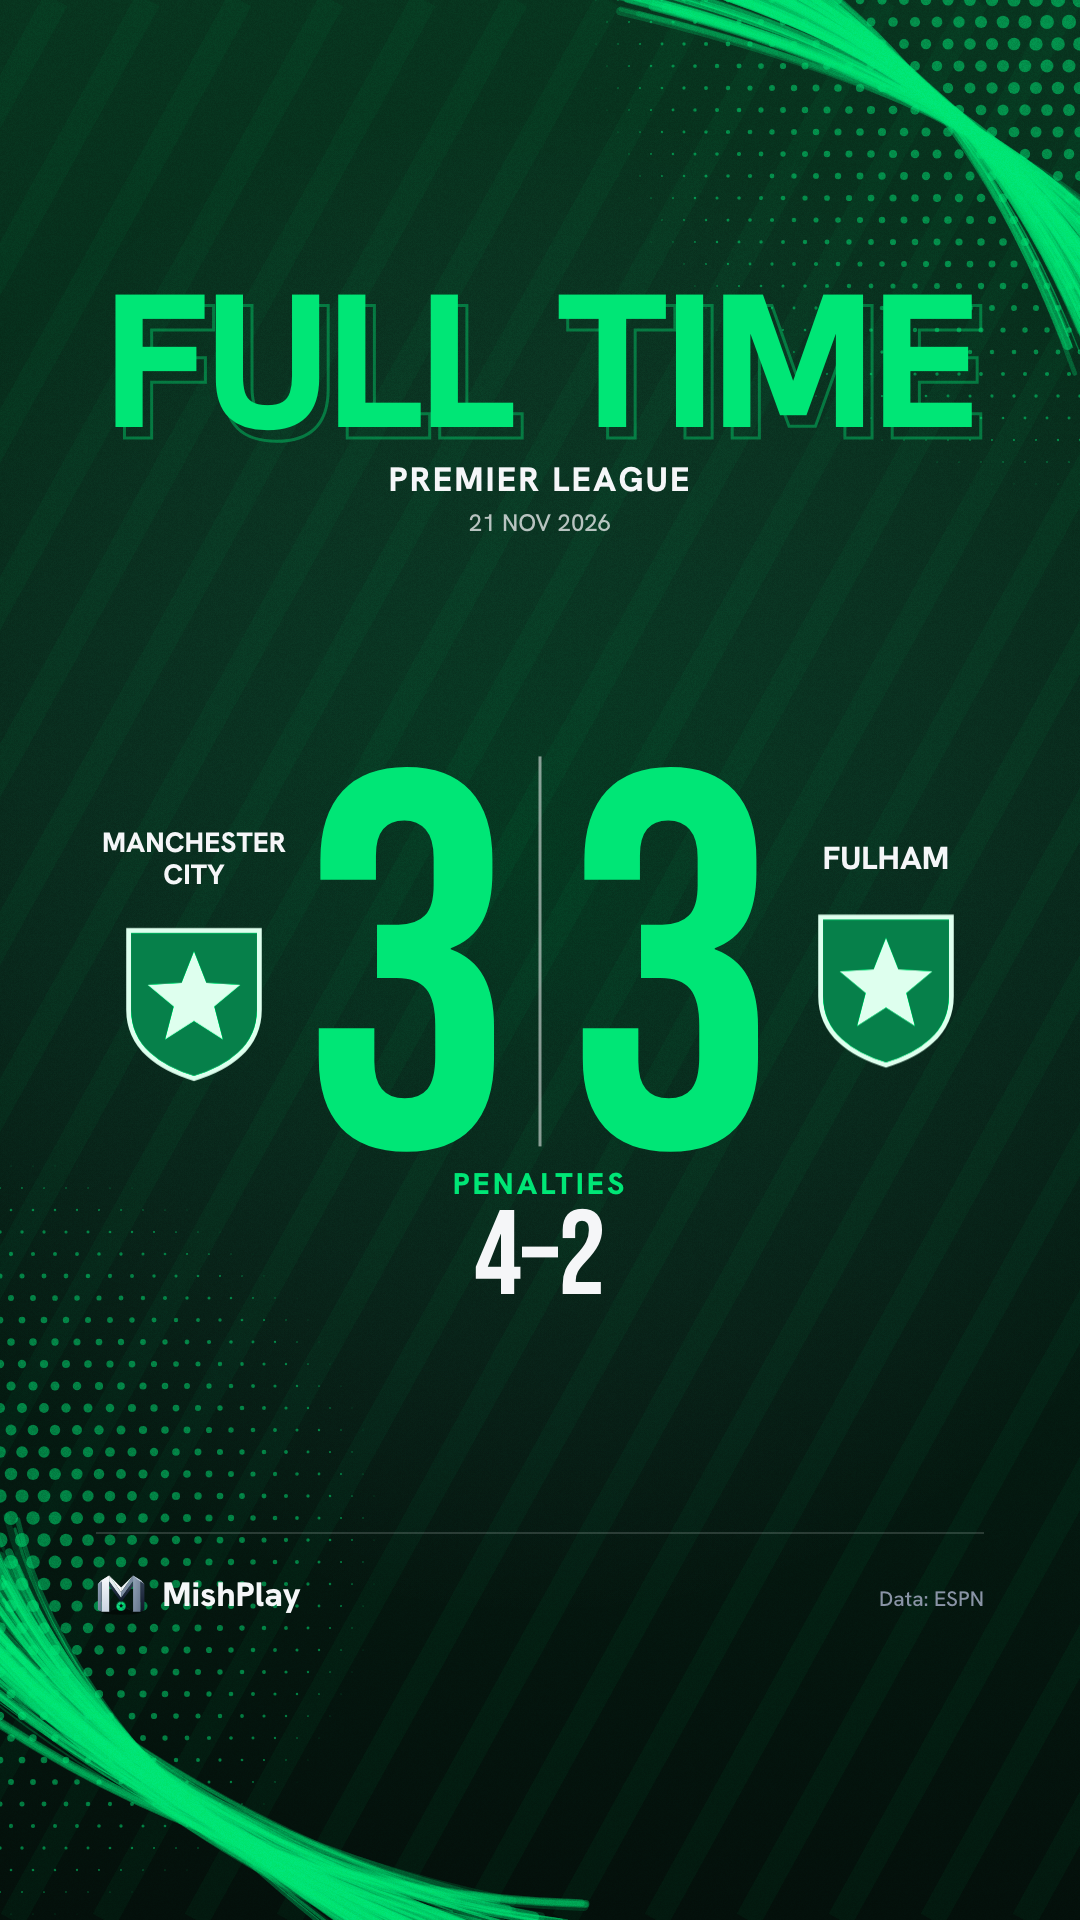 FULL TIME
PREMIER LEAGUE
21 NOV 2026
MANCHESTER
CITY
3
3
FULHAM
PENALTIES
4–2
MishPlay
Data: ESPN